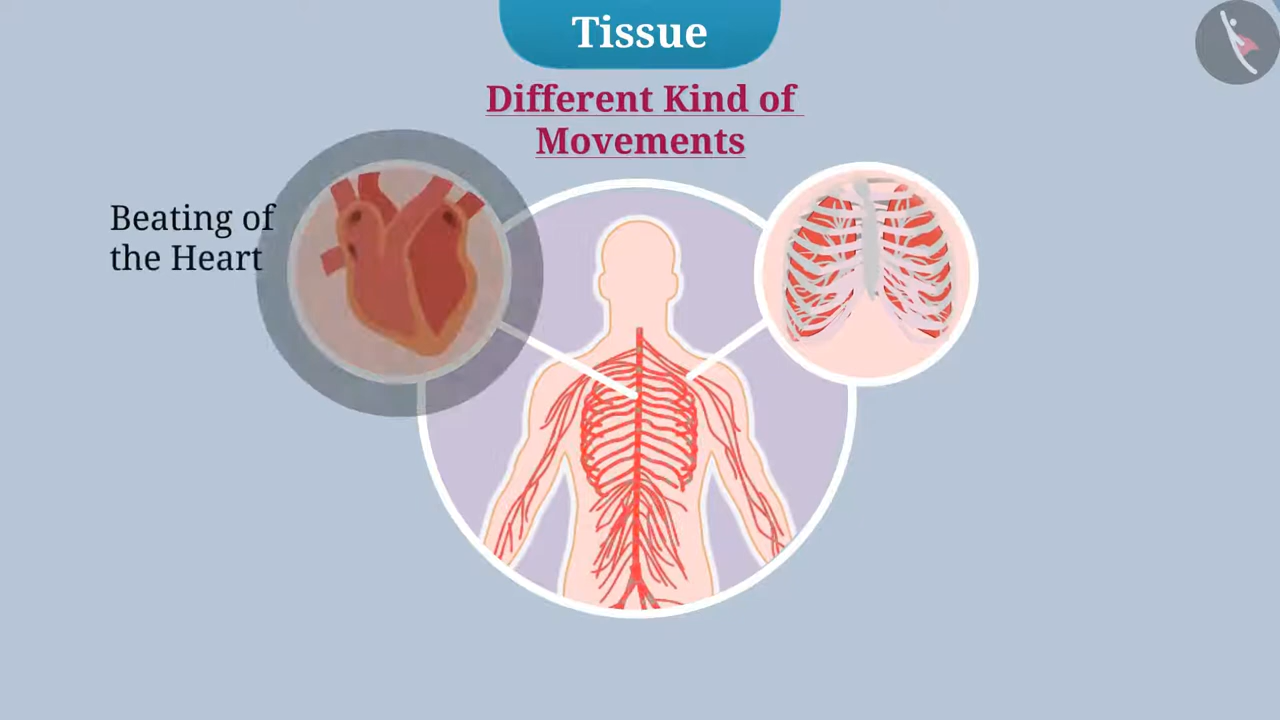 Tissue
Different Kind of
Movements
Beating of
the Heart